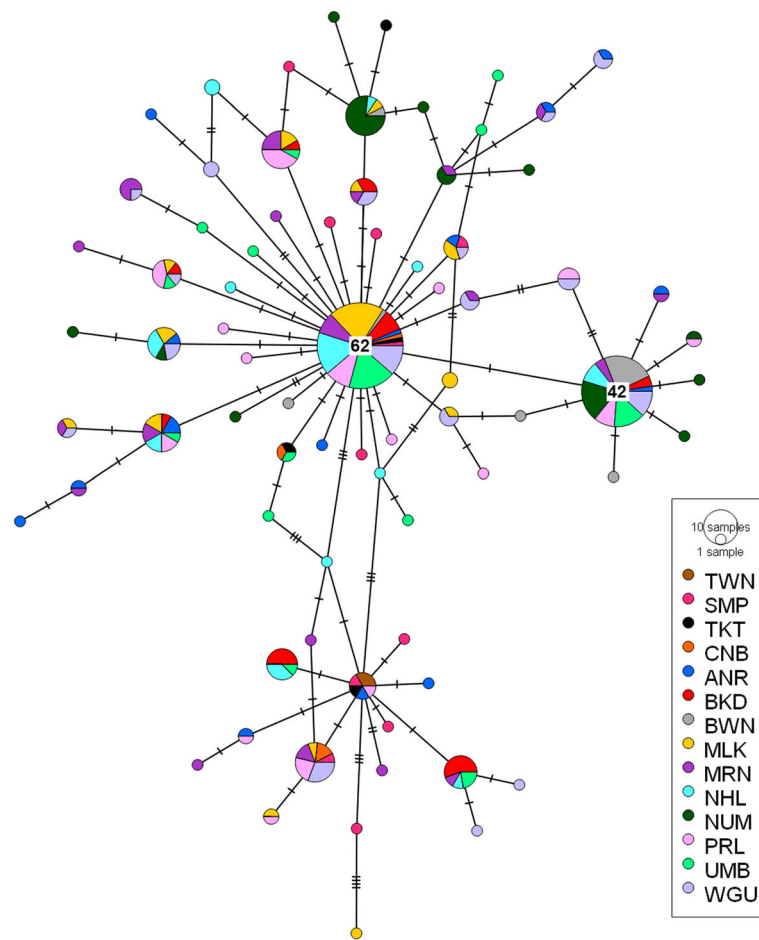 62
42
10 samples
1 sample
TWN
SMP
TKT
CNB
ANR
BKD
BWN
MLK
MRN
NHL
NUM
PRL
UMB
WGU